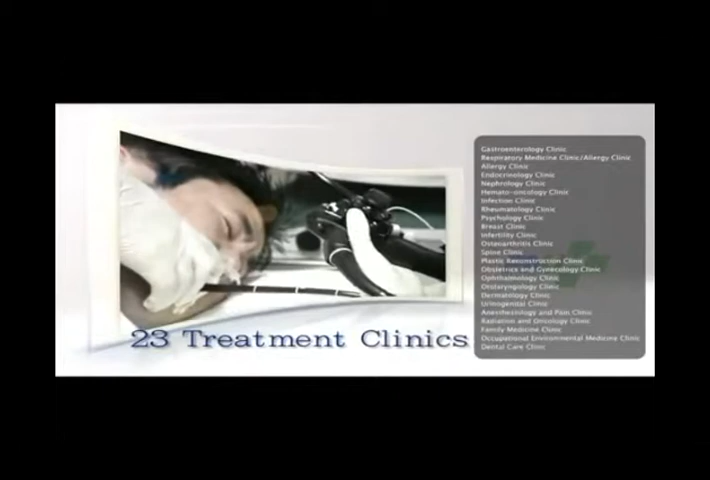 23 Treatment Clinics
Gastroenterology Clinic
Respiratory Medicine Clinic/Allergy Clinic
Allergy Clinic
Endocrinology Clinic
Nephrology Clinic
Hemato-oncology Clinic
Infection Clinic
Rheumatology Clinic
Psychology Clinic
Breast Clinic
Infertility Clinic
Osteoarthritis Clinic
Spine Clinic
Plastic Reconstruction Clinic
Obstetrics and Gynecology Clinic
Ophthalmology Clinic
Otolaryngology Clinic
Dermatology Clinic
Urinogenital Clinic
Anesthesiology and Pain Clinic
Radiation and Oncology Clinic
Family Medicine Clinic
Occupational Environmental Medicine Clinic
Dental Care Clinic